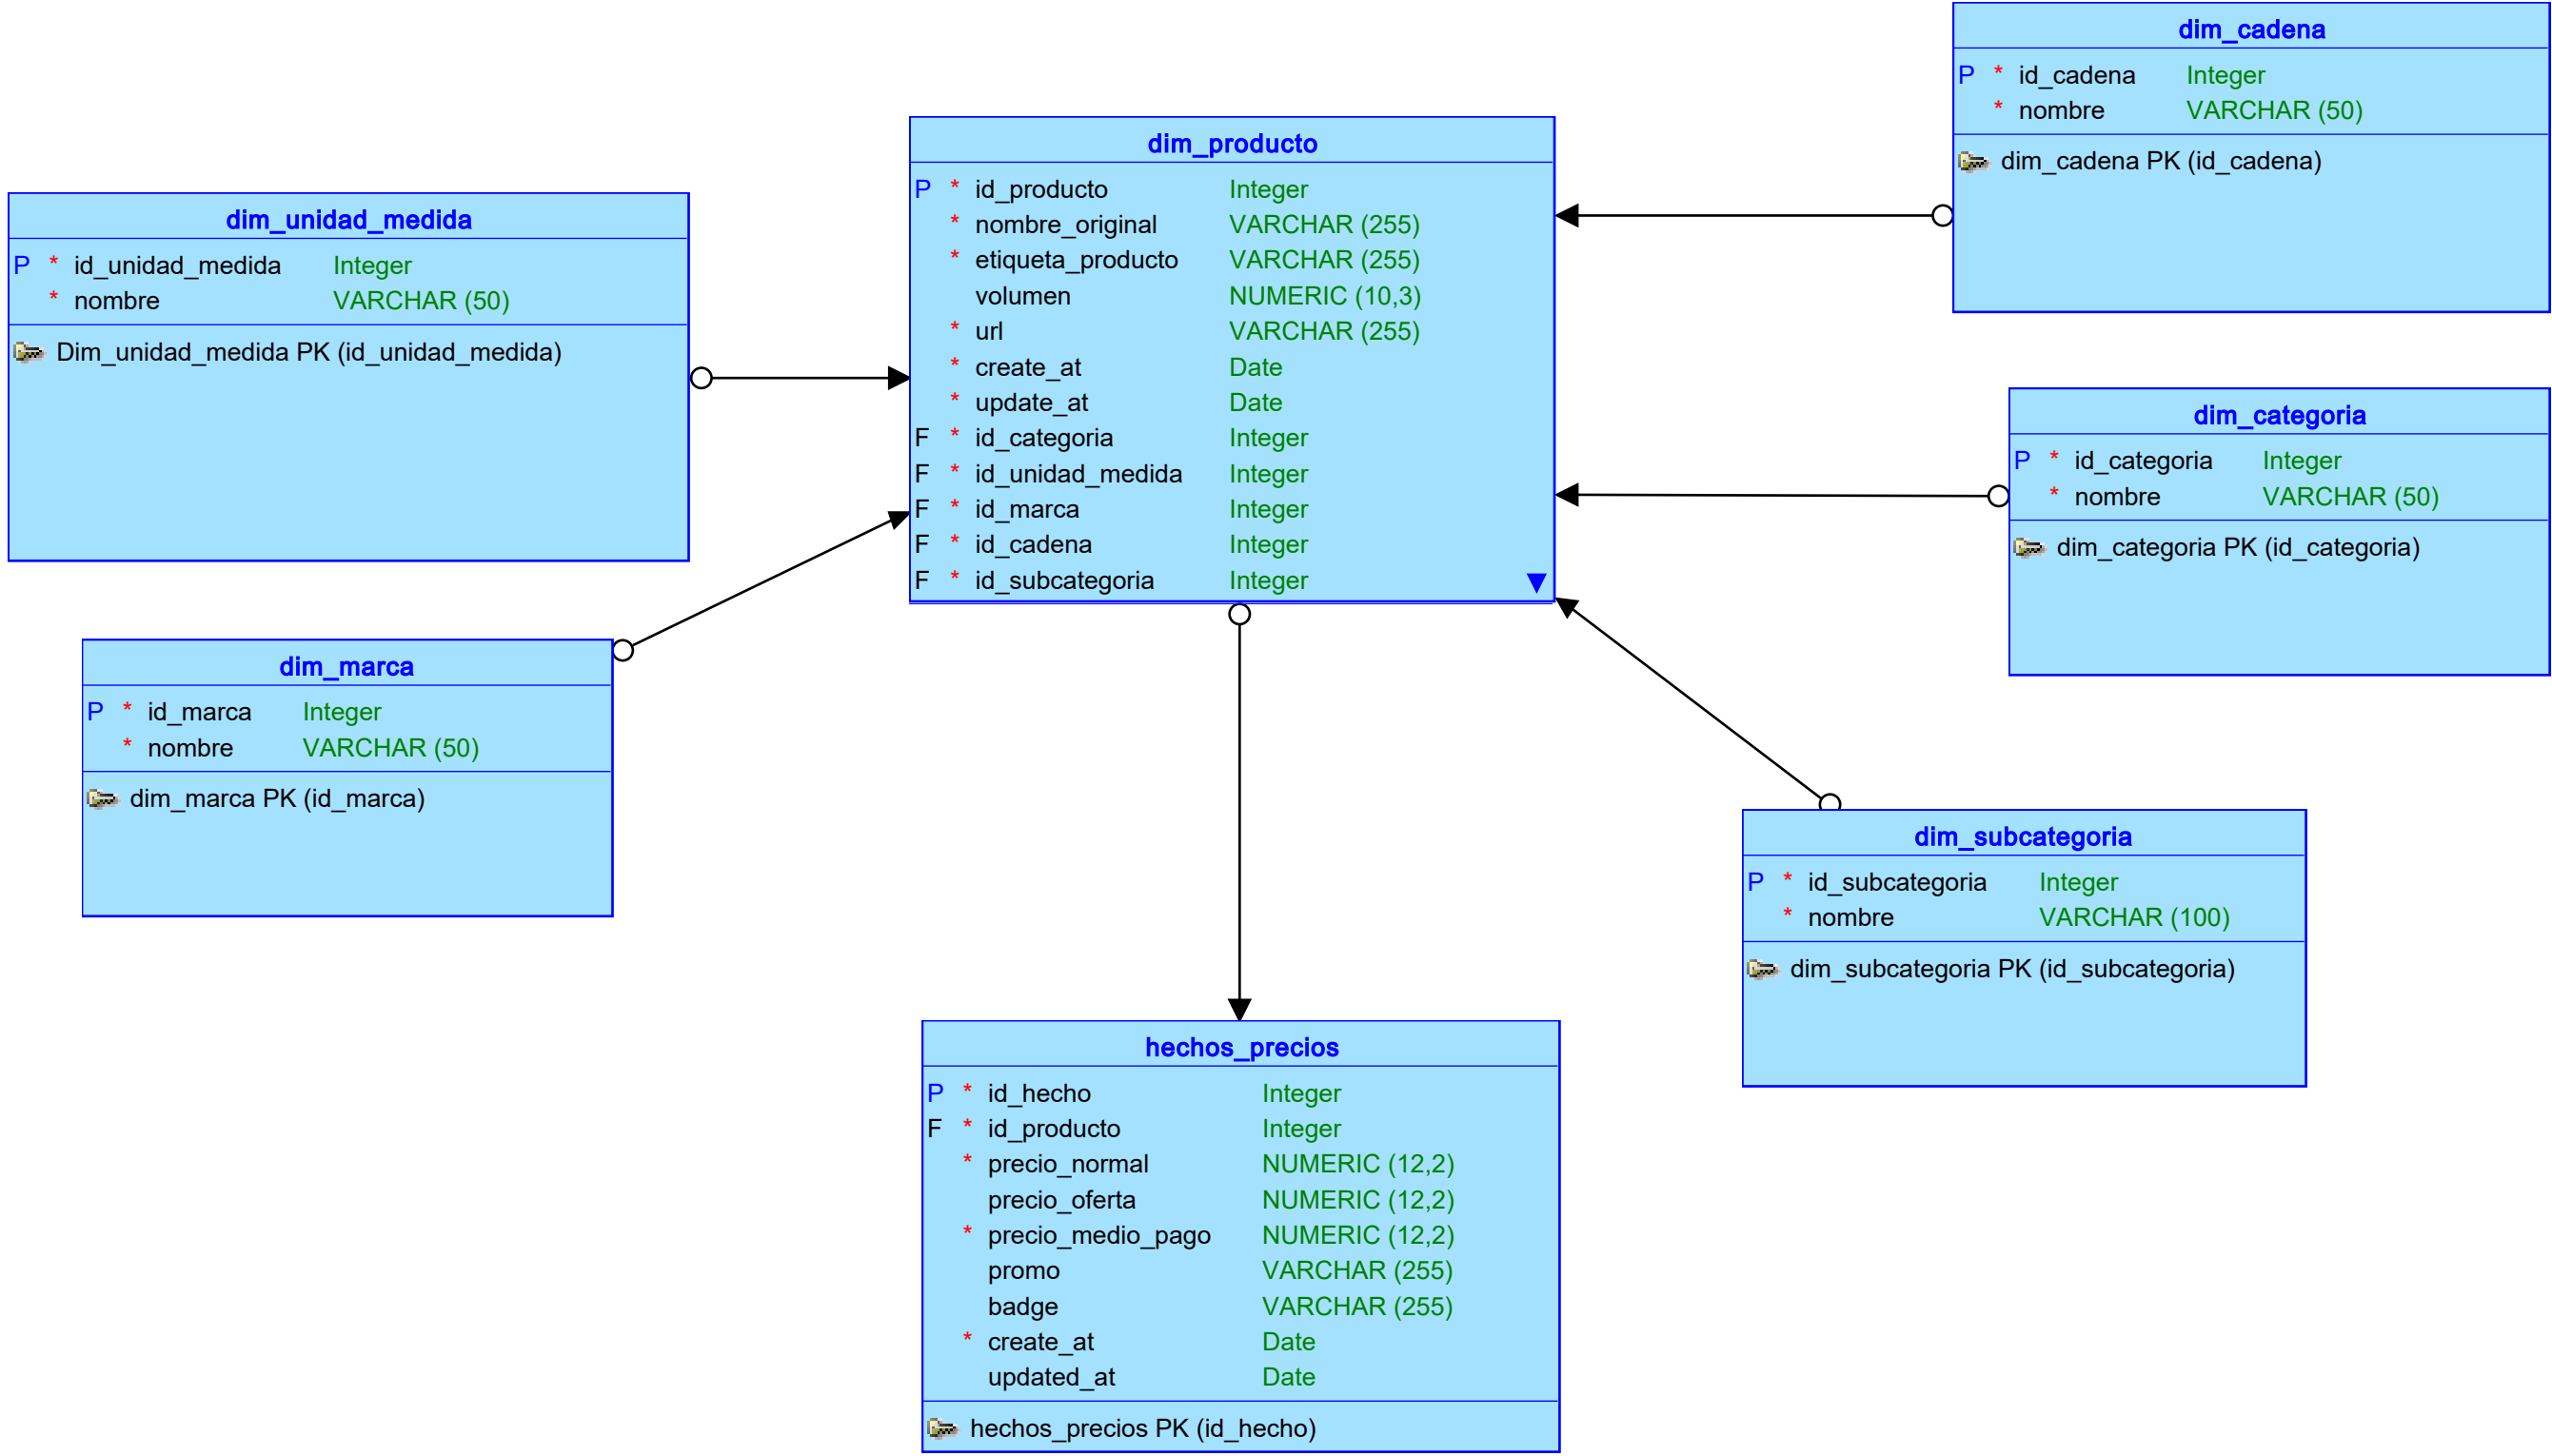 dim_cadena
P * id_cadena Integer
* nombre VARCHAR (50)
dim_cadena PK (id_cadena)
dim_producto
P * id_producto Integer
* nombre_original VARCHAR (255)
* etiqueta_producto VARCHAR (255)
volumen NUMERIC (10,3)
* url VARCHAR (255)
* create_at Date
* update_at Date
F * id_categoria Integer
F * id_unidad_medida Integer
F * id_marca Integer
F * id_cadena Integer
F * id_subcategoria Integer
dim_unidad_medida
P * id_unidad_medida Integer
* nombre VARCHAR (50)
Dim_unidad_medida PK (id_unidad_medida)
dim_categoria
P * id_categoria Integer
* nombre VARCHAR (50)
dim_categoria PK (id_categoria)
dim_marca
P * id_marca Integer
* nombre VARCHAR (50)
dim_marca PK (id_marca)
dim_subcategoria
P * id_subcategoria Integer
* nombre VARCHAR (100)
dim_subcategoria PK (id_subcategoria)
hechos_precios
P * id_hecho Integer
F * id_producto Integer
* precio_normal NUMERIC (12,2)
precio_oferta NUMERIC (12,2)
* precio_medio_pago NUMERIC (12,2)
promo VARCHAR (255)
badge VARCHAR (255)
* create_at Date
updated_at Date
hechos_precios PK (id_hecho)